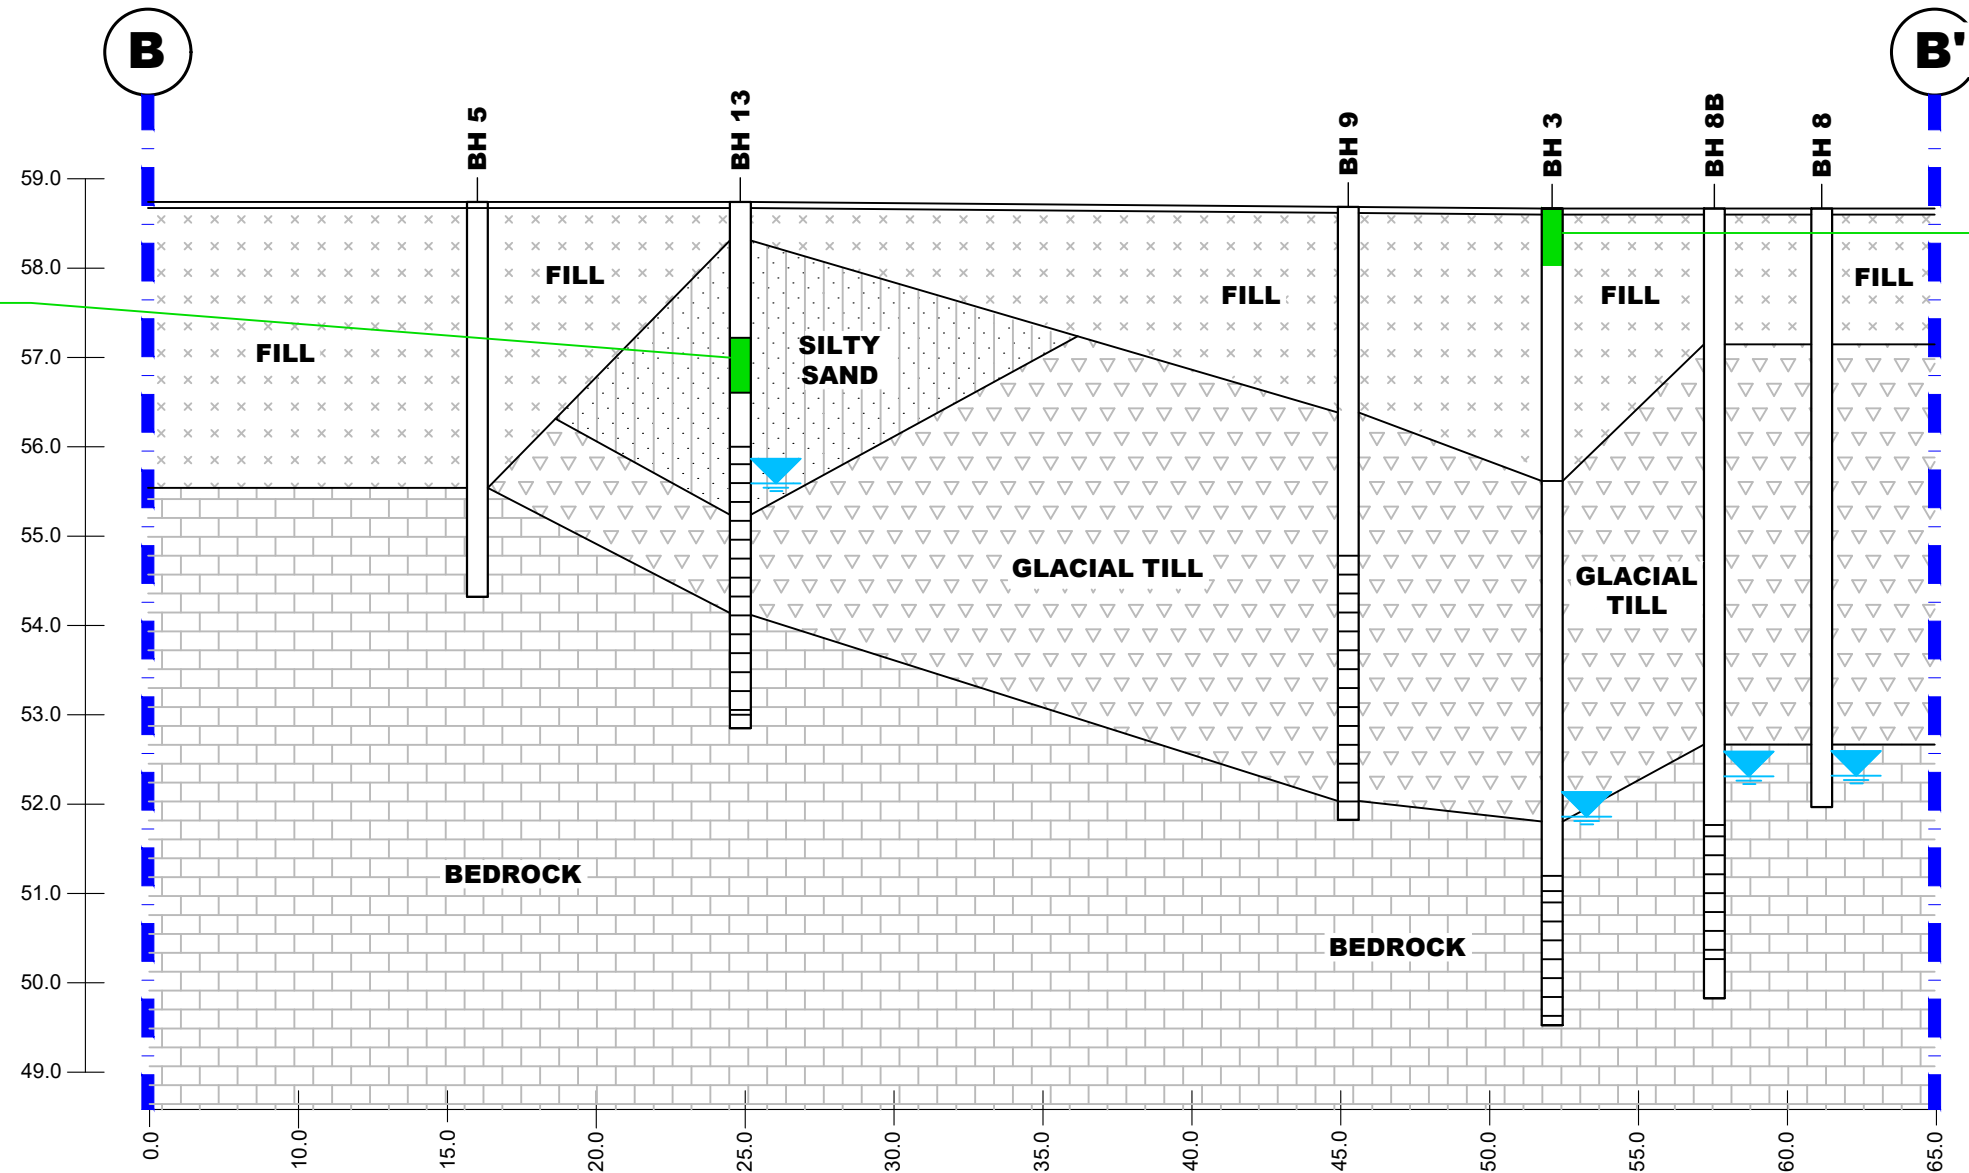 B
B'
BH 5
BH 13
BH 9
BH 3
BH 8B
BH 8
59.0
58.0
57.0
56.0
55.0
54.0
53.0
52.0
51.0
50.0
49.0
FILL
FILL
FILL
FILL
FILL
SILTY
SAND
GLACIAL TILL
GLACIAL
TILL
BEDROCK
BEDROCK
0.0
10.0
15.0
20.0
25.0
30.0
35.0
40.0
45.0
50.0
55.0
60.0
65.0